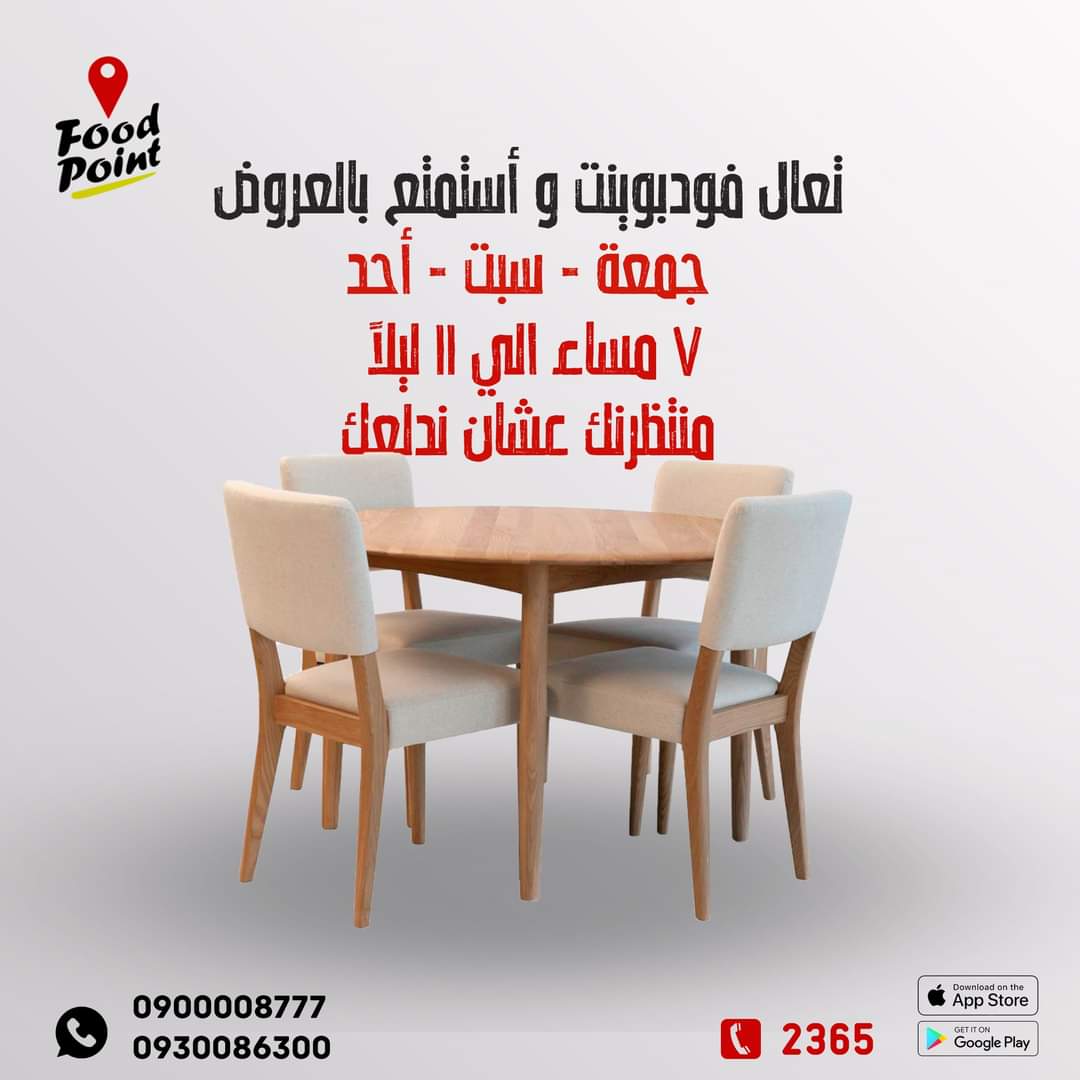 Food
Point
تعال فودبوينت و أستمتع بالعروض
جمعة - سبت - أحد
٧ مساء الي ١١ ليلاً
منتظرنك عشان ندلعك
0900008777
0930086300
2365
Download on the
App Store
GET IT ON
Google Play